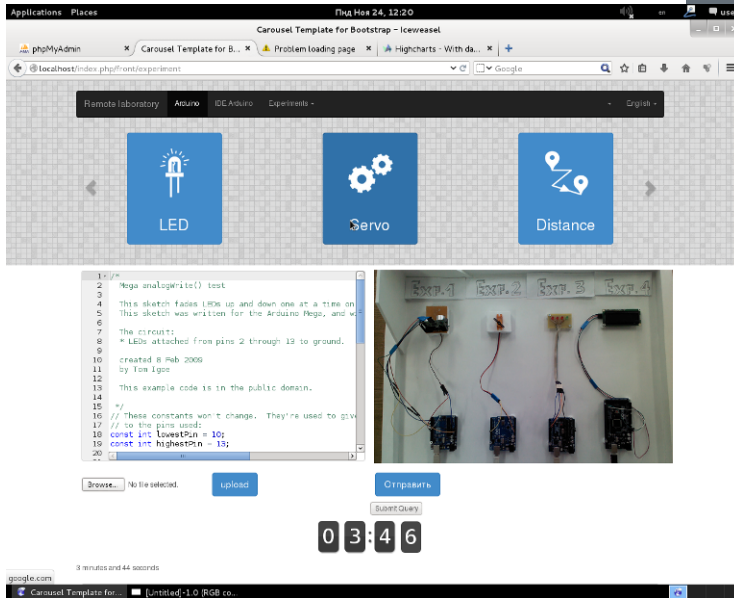 Applications Places Пнд Ноя 24, 12:20 en use
Carousel Template for Bootstrap - Iceweasel
phpMyAdmin × Carousel Template for B... × Problem loading page × Highcharts - With da... × +
localhost/index.php/front/experiment Google
Remote laboratory Arduino IDE Arduino Experiments English
LED Servo Distance
1 /*
2 Mega analogWrite() test
3
4 This sketch fades LEDs up and down one at a time on
5 This sketch was written for the Arduino Mega, and wi
6
7 The circuit:
8 * LEDs attached from pins 2 through 13 to ground.
9
10 created 8 Feb 2009
11 by Tom Igoe
12
13 This example code is in the public domain.
14
15 */
16 // These constants won't change. They're used to give
17 // to the pins used:
18 const int lowestPin = 10;
19 const int highestPin = 13;
20
Exp.1 Exp.2 Exp.3 Exp.4
Browse... No file selected. upload Отправить
Submit Query
03:46
3 minutes and 44 seconds
google.com
Carousel Template for... [Untitled]-1.0 (RGB co...